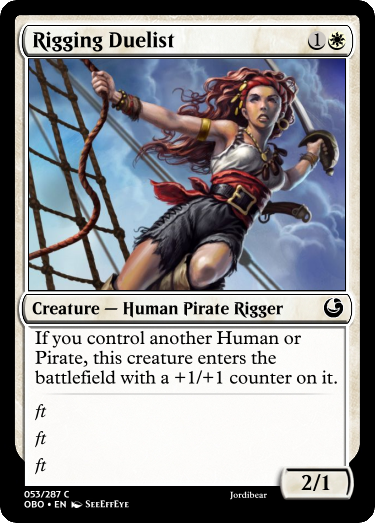 Rigging Duelist 1
Creature — Human Pirate Rigger
If you control another Human or
Pirate, this creature enters the
battlefield with a +1/+1 counter on it.
ft
ft
ft
2/1
053/287 C
OBO • EN SeeEffEye
Jordibear